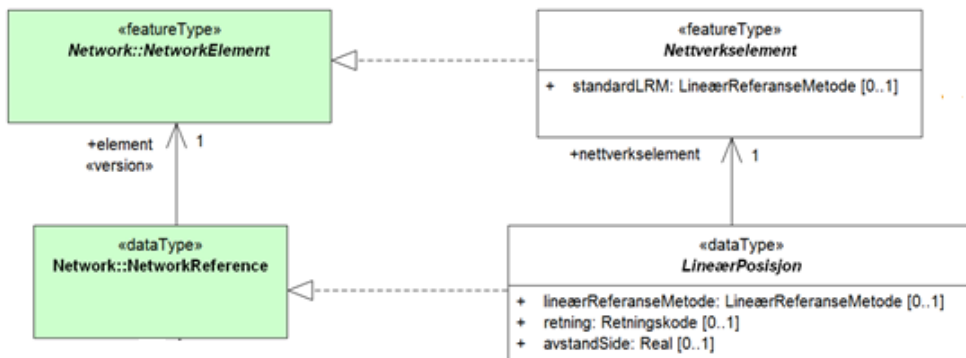 «featureType»
Network::NetworkElement
«featureType»
Nettverkselement
+ standardLRM: LineærReferanseMetode [0..1]
+element
«version»
1
+nettverkselement
1
«dataType»
Network::NetworkReference
«dataType»
LineærPosisjon
+ lineærReferanseMetode: LineærReferanseMetode [0..1]
+ retning: Retningskode [0..1]
+ avstandSide: Real [0..1]